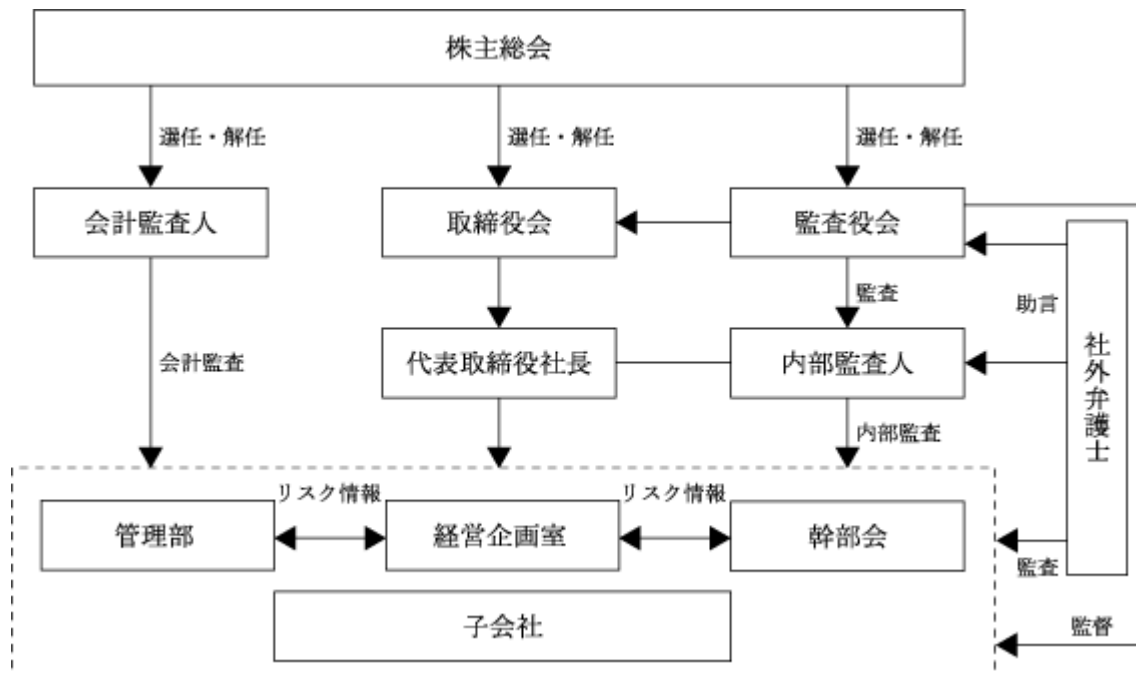 株主総会
選任・解任
選任・解任
選任・解任
会計監査人
取締役会
監査役会
監査
助言
会計監査
代表取締役社長
内部監査人
社外弁護士
内部監査
リスク情報
リスク情報
管理部
経営企画室
幹部会
監査
子会社
監督